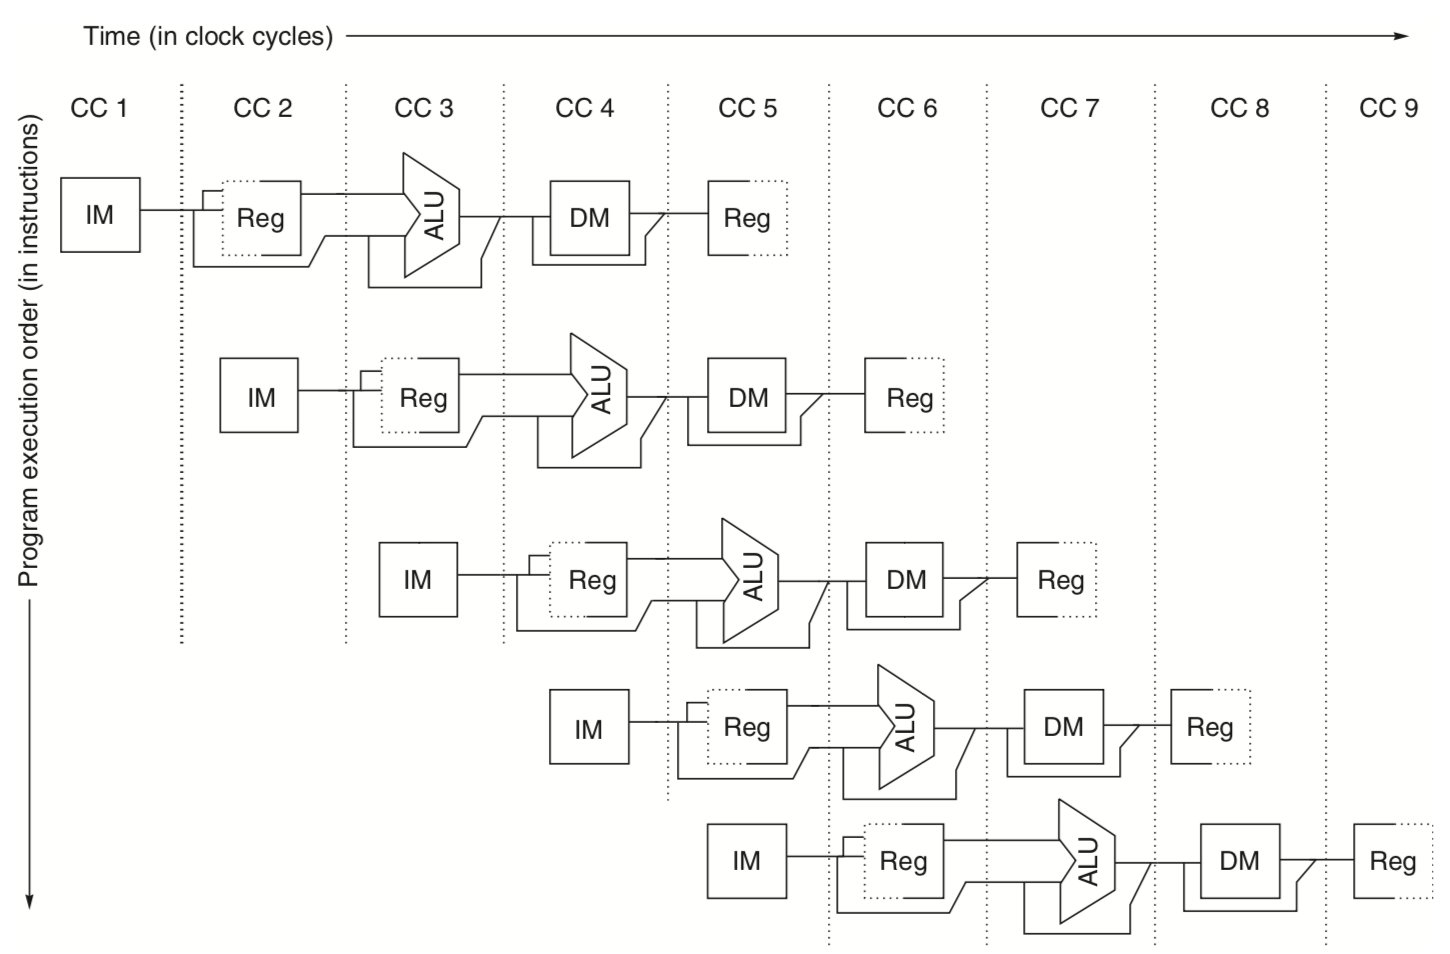 Time (in clock cycles)
CC 1 CC 2 CC 3 CC 4 CC 5 CC 6 CC 7 CC 8 CC 9
Program execution order (in instructions)
IM Reg ALU DM Reg
IM Reg ALU DM Reg
IM Reg ALU DM Reg
IM Reg ALU DM Reg
IM Reg ALU DM Reg